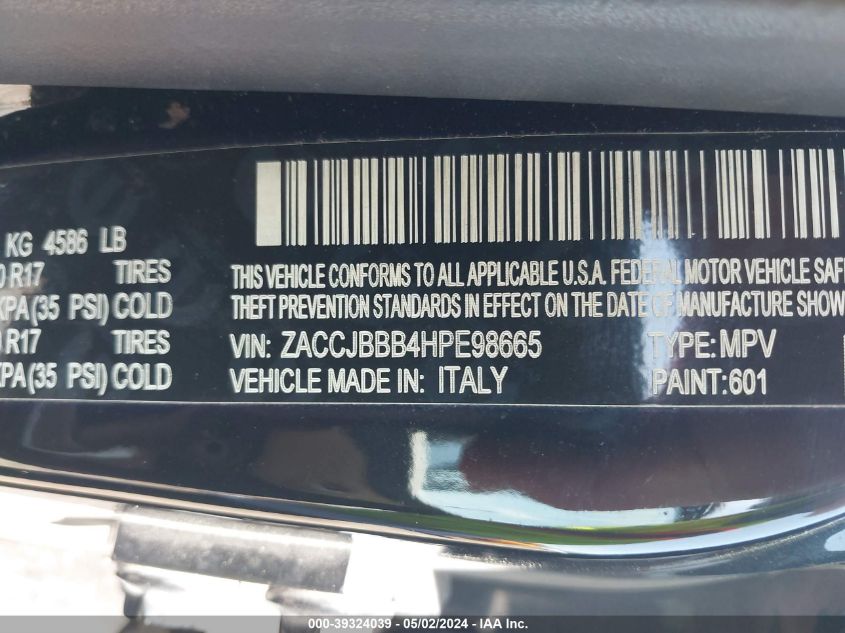 KG 4586 LB
R17 TIRES
KPA (35 PSI) COLD
R17 TIRES
KPA (35 PSI) COLD
THIS VEHICLE CONFORMS TO ALL APPLICABLE U.S.A. FEDERAL MOTOR VEHICLE
THEFT PREVENTION STANDARDS IN EFFECT ON THE DATE OF MANUFACTURE SHOW
VIN: ZACCJBBB4HPE98665 TYPE: MPV
VEHICLE MADE IN: ITALY PAINT:601
000-39324039 - 05/02/2024 - © IAA Inc.